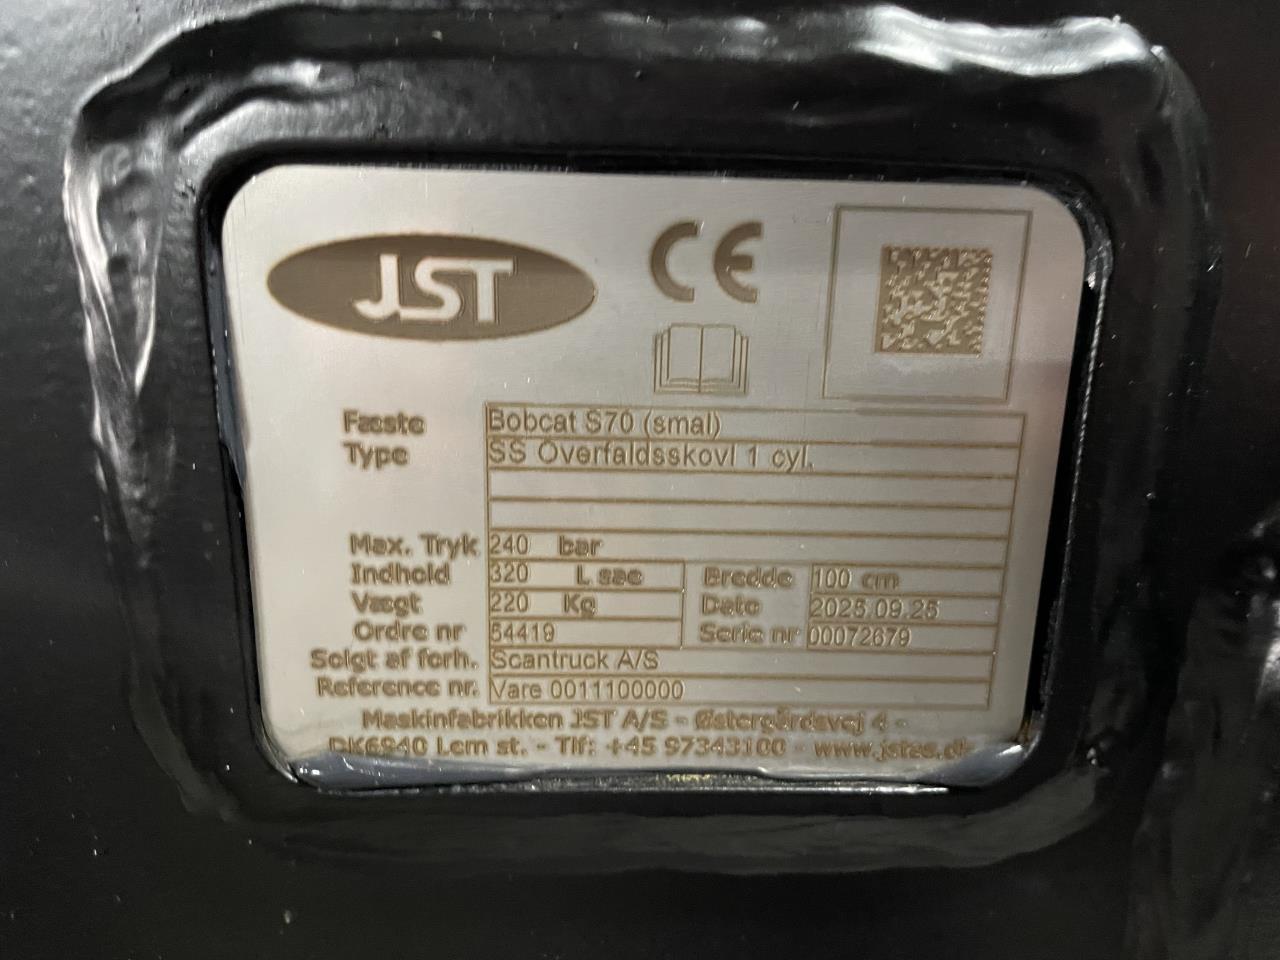 JST
CE
Fæste Bobcat S70 (smal)
Type SS Overfaldsskovl 1 cyl.
Max. Tryk 240 bar
Indhold 320 L sae Bredde 100 cm
Vægt 220 Kg Dato 2025.09.25
Ordre nr 54419 Serie nr 00072679
Solgt af forh. Scantruck A/S
Reference nr. Vare 0011100000
Maskinfabrikken JST A/S - Østergårdsvej 4 -
DK6940 Lem st. - Tlf: +45 97343100 - www.jstas.dk